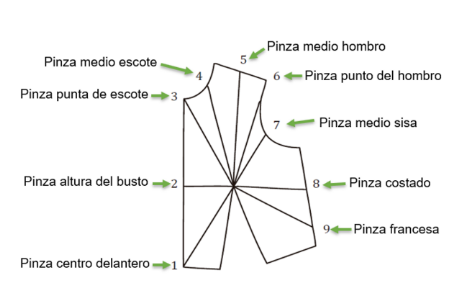 Pinza medio hombro
5
Pinza medio escote
4
6 Pinza punto del hombro
Pinza punta de escote 3
7 Pinza medio sisa
Pinza altura del busto 2
8 Pinza costado
9 Pinza francesa
Pinza centro delantero 1